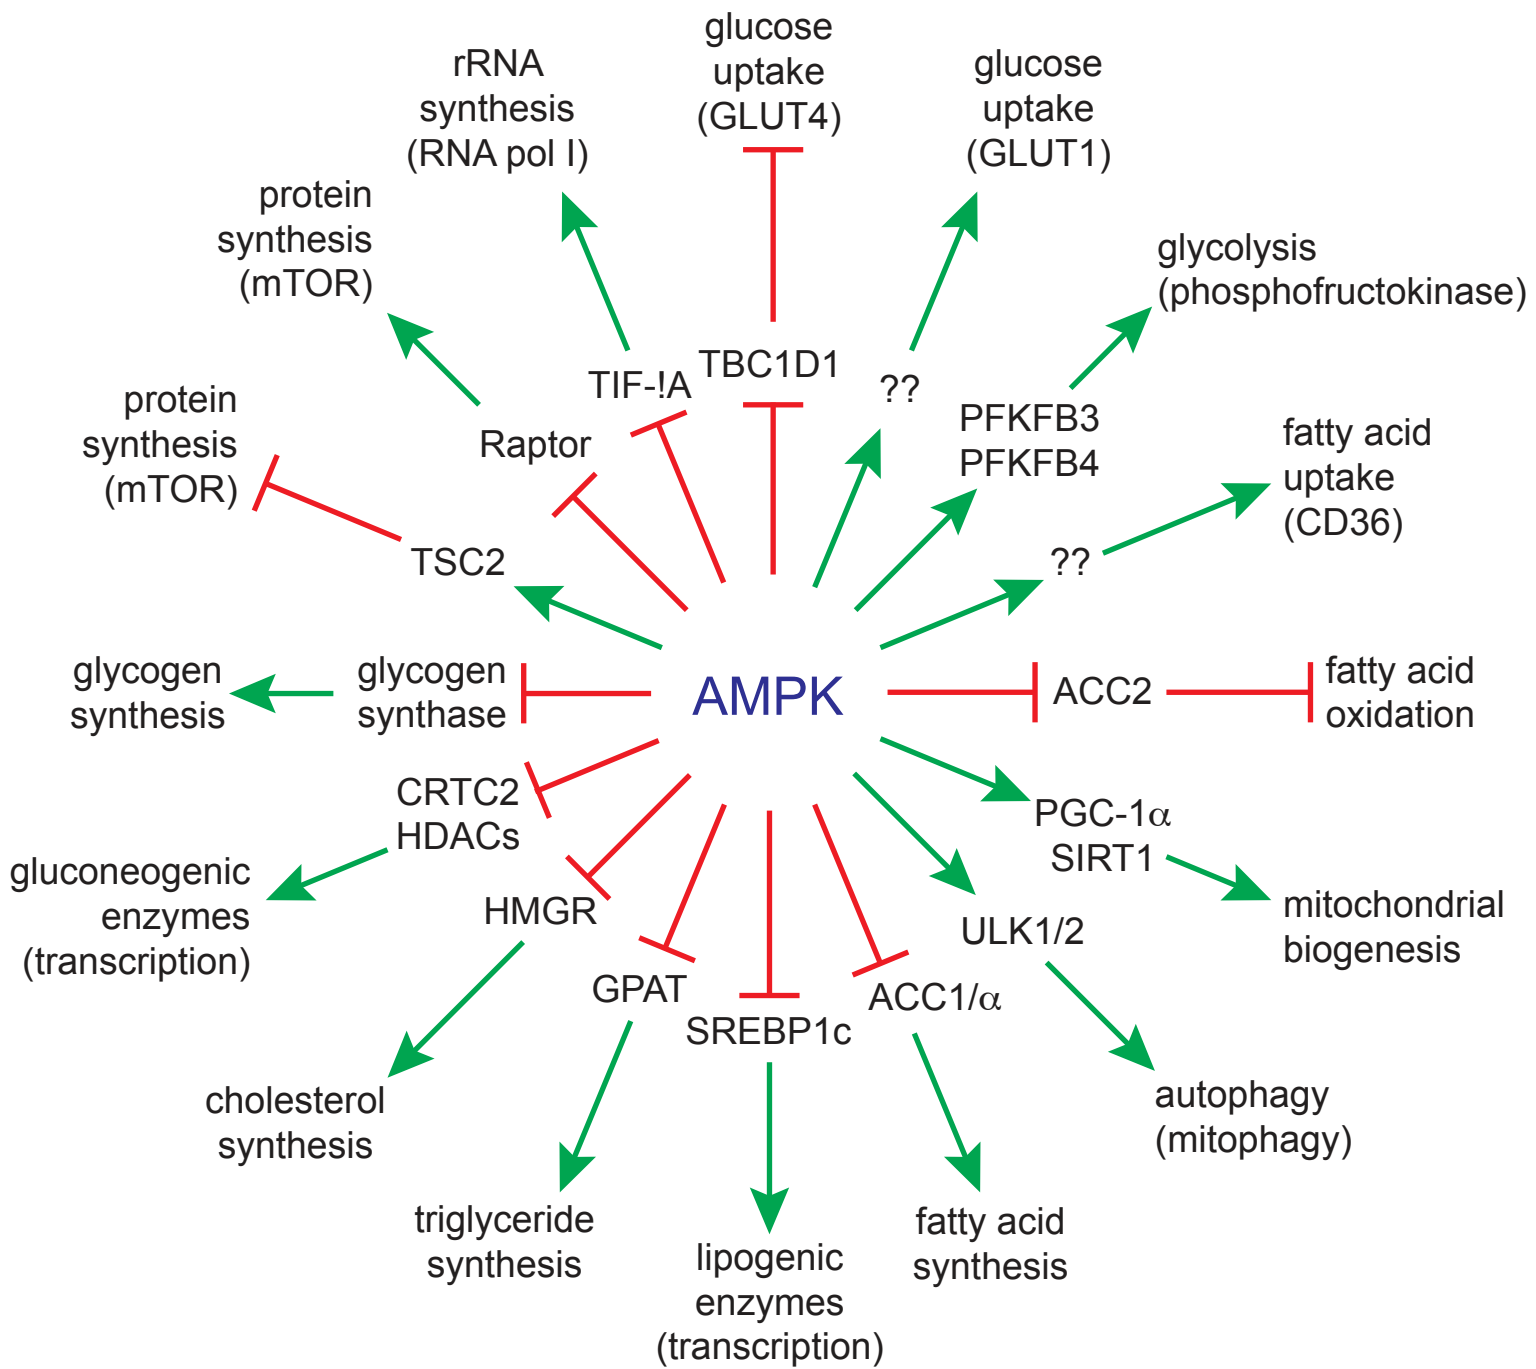 glucose
uptake
(GLUT4)
rRNA
synthesis
(RNA pol I)
glucose
uptake
(GLUT1)
protein
synthesis
(mTOR)
glycolysis
(phosphofructokinase)
TIF-!A
TBC1D1
??
PFKFB3
PFKFB4
protein
synthesis
(mTOR)
Raptor
fatty acid
uptake
(CD36)
TSC2
??
glycogen
synthesis
glycogen
synthase
AMPK
ACC2
fatty acid
oxidation
CRTC2
HDACs
PGC-1α
SIRT1
gluconeogenic
enzymes
(transcription)
HMGR
ULK1/2
mitochondrial
biogenesis
GPAT
SREBP1c
ACC1/α
cholesterol
synthesis
autophagy
(mitophagy)
triglyceride
synthesis
lipogenic
enzymes
(transcription)
fatty acid
synthesis